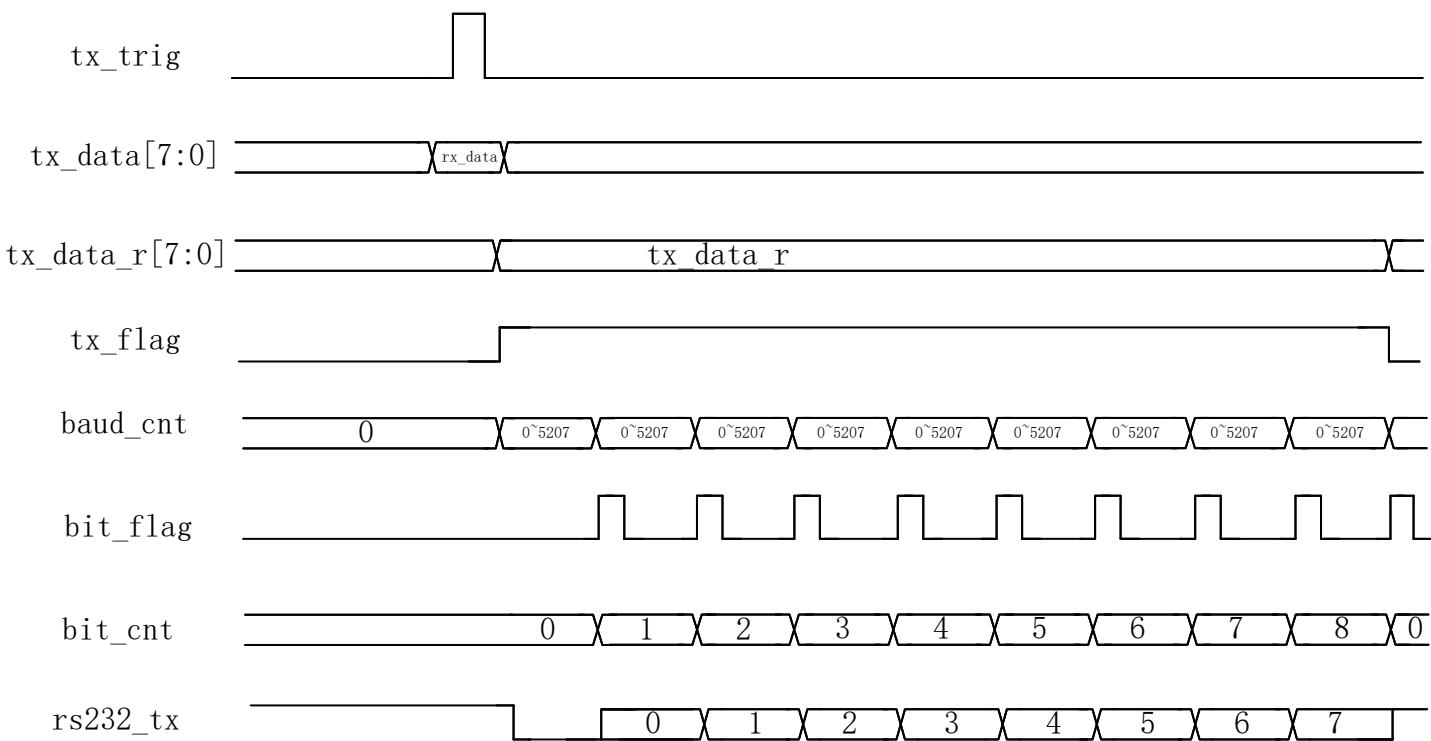 tx_trig
tx_data[7:0] rx_data
tx_data_r[7:0] tx_data_r
tx_flag
baud_cnt 0 0~5207 0~5207 0~5207 0~5207 0~5207 0~5207 0~5207 0~5207 0~5207
bit_flag
bit_cnt 0 1 2 3 4 5 6 7 8 0
rs232_tx 0 1 2 3 4 5 6 7